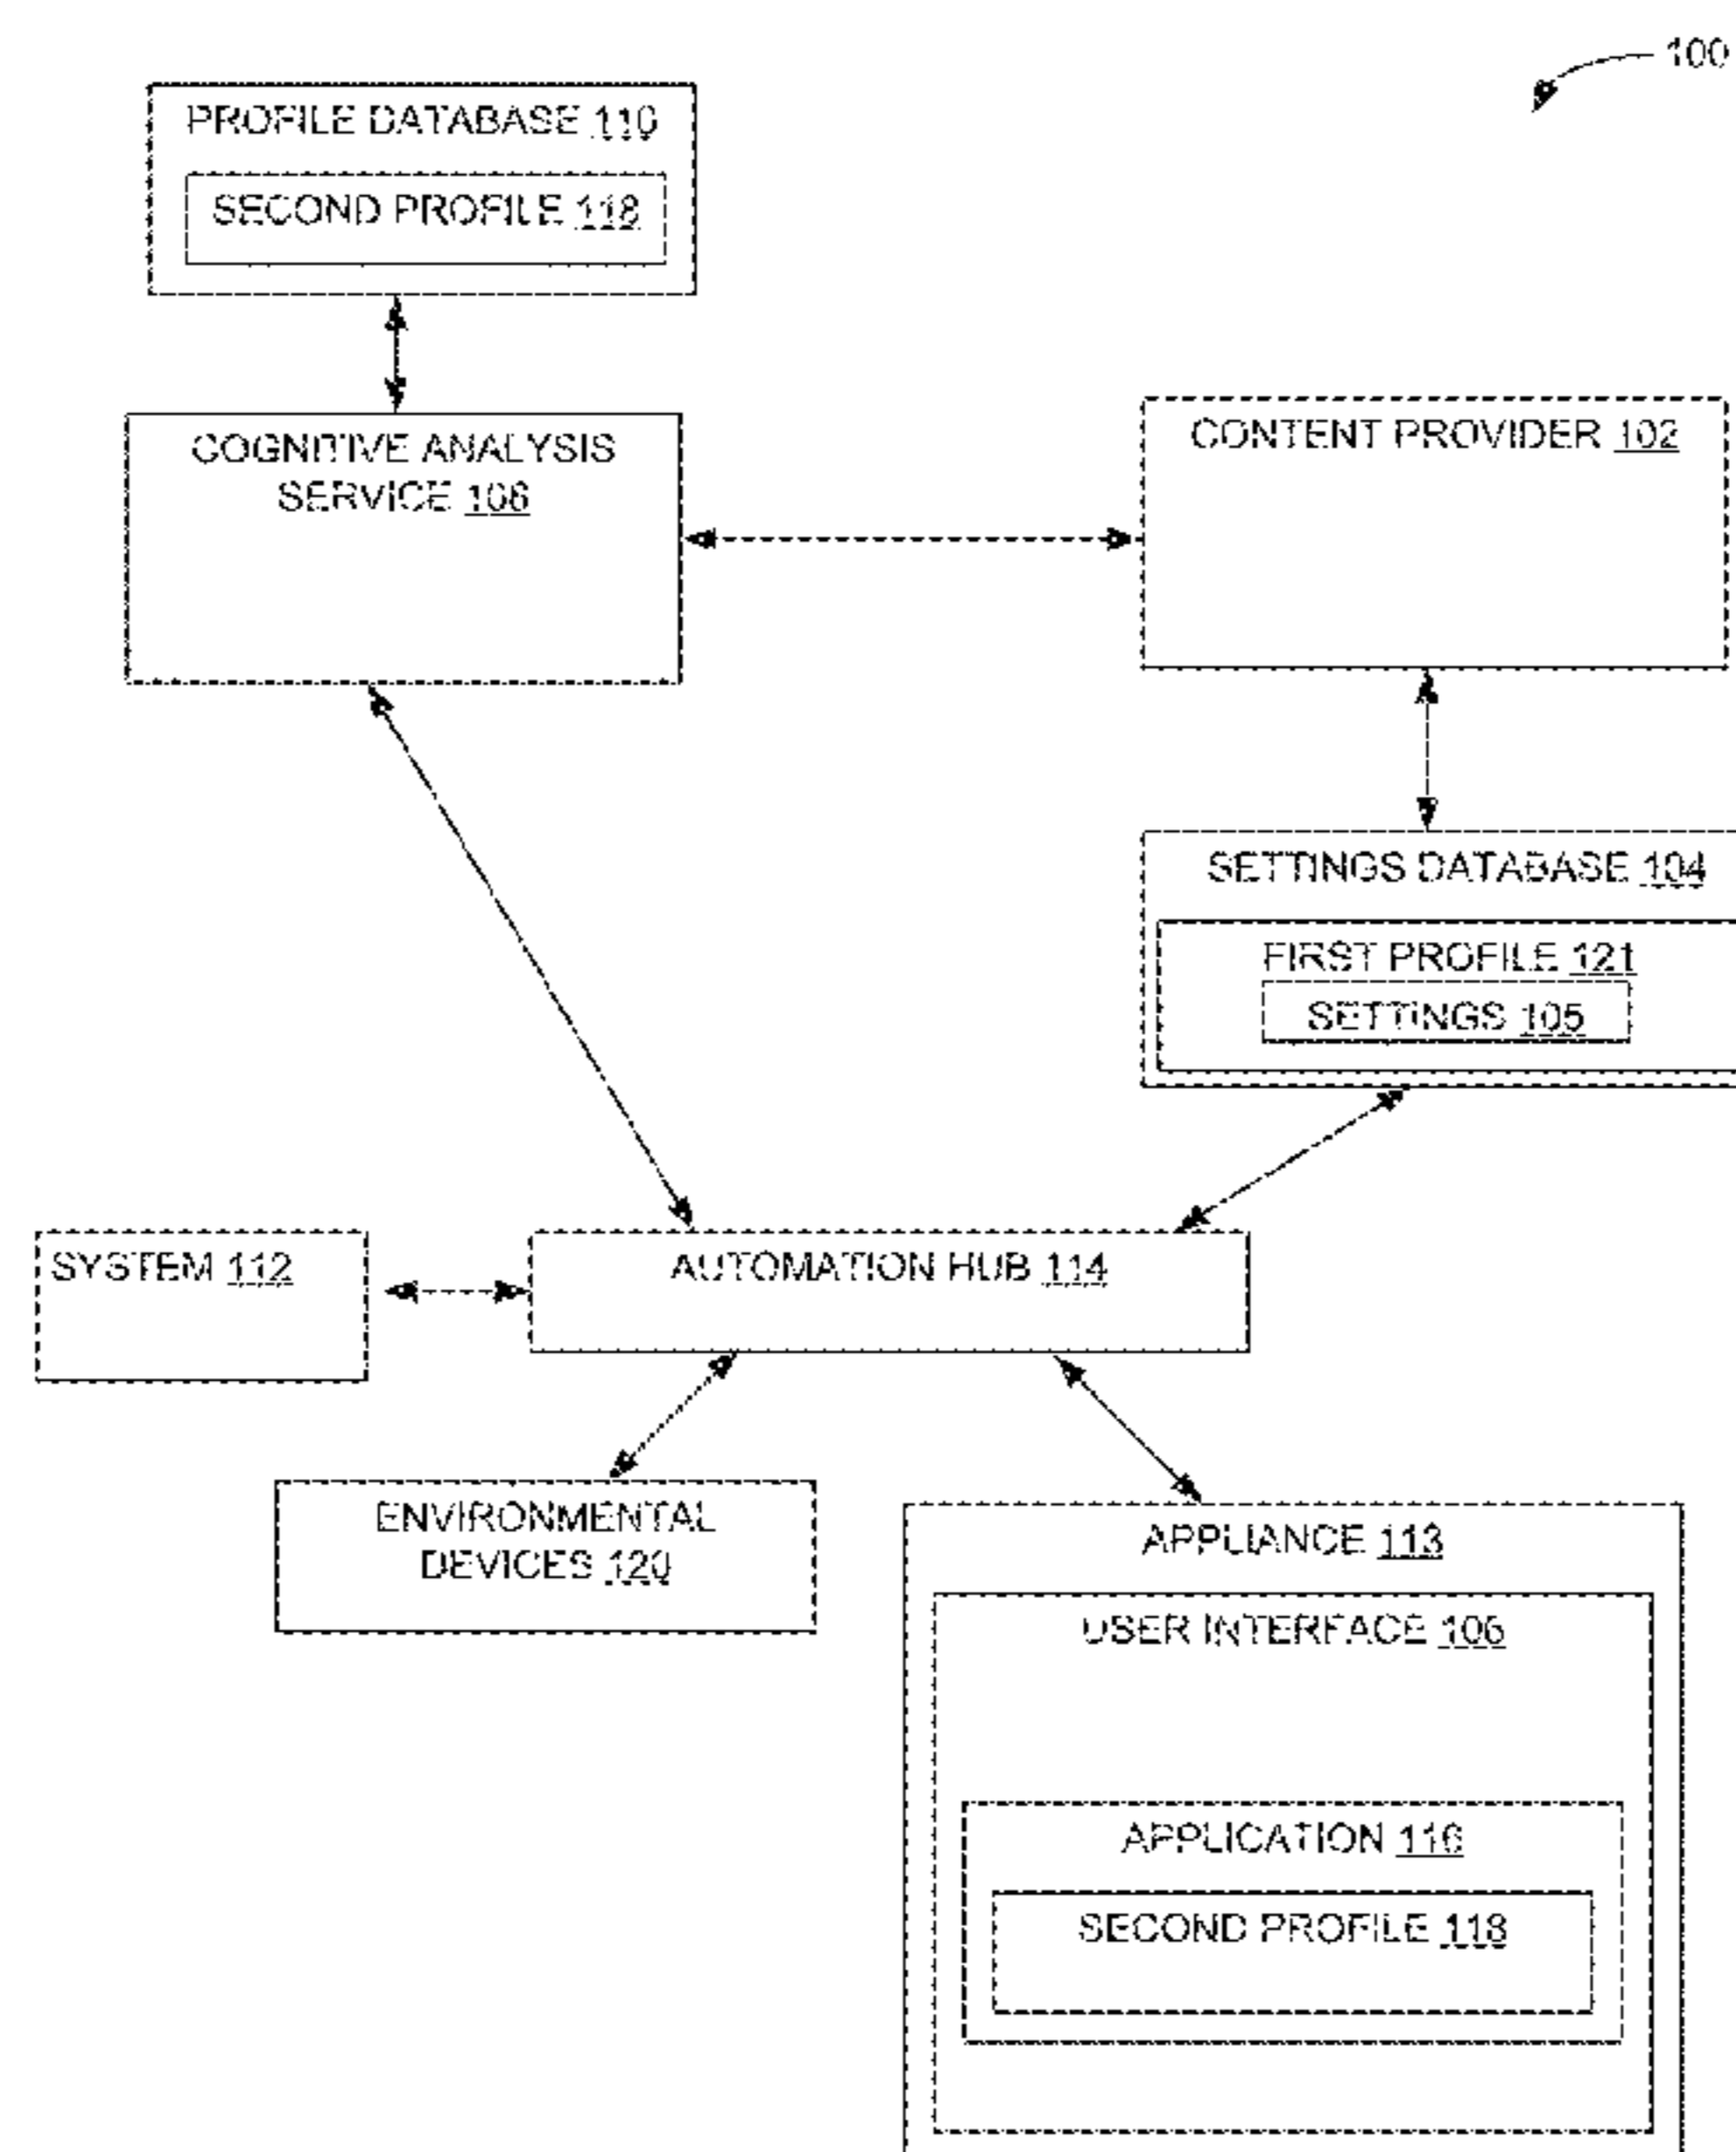 100
PROFILE DATABASE 110
SECOND PROFILE 118
COGNITIVE ANALYSIS
SERVICE 108
CONTENT PROVIDER 102
SETTINGS DATABASE 104
FIRST PROFILE 121
SETTINGS 105
SYSTEM 112
AUTOMATION HUB 114
ENVIRONMENTAL
DEVICES 120
APPLIANCE 113
USER INTERFACE 106
APPLICATION 116
SECOND PROFILE 118